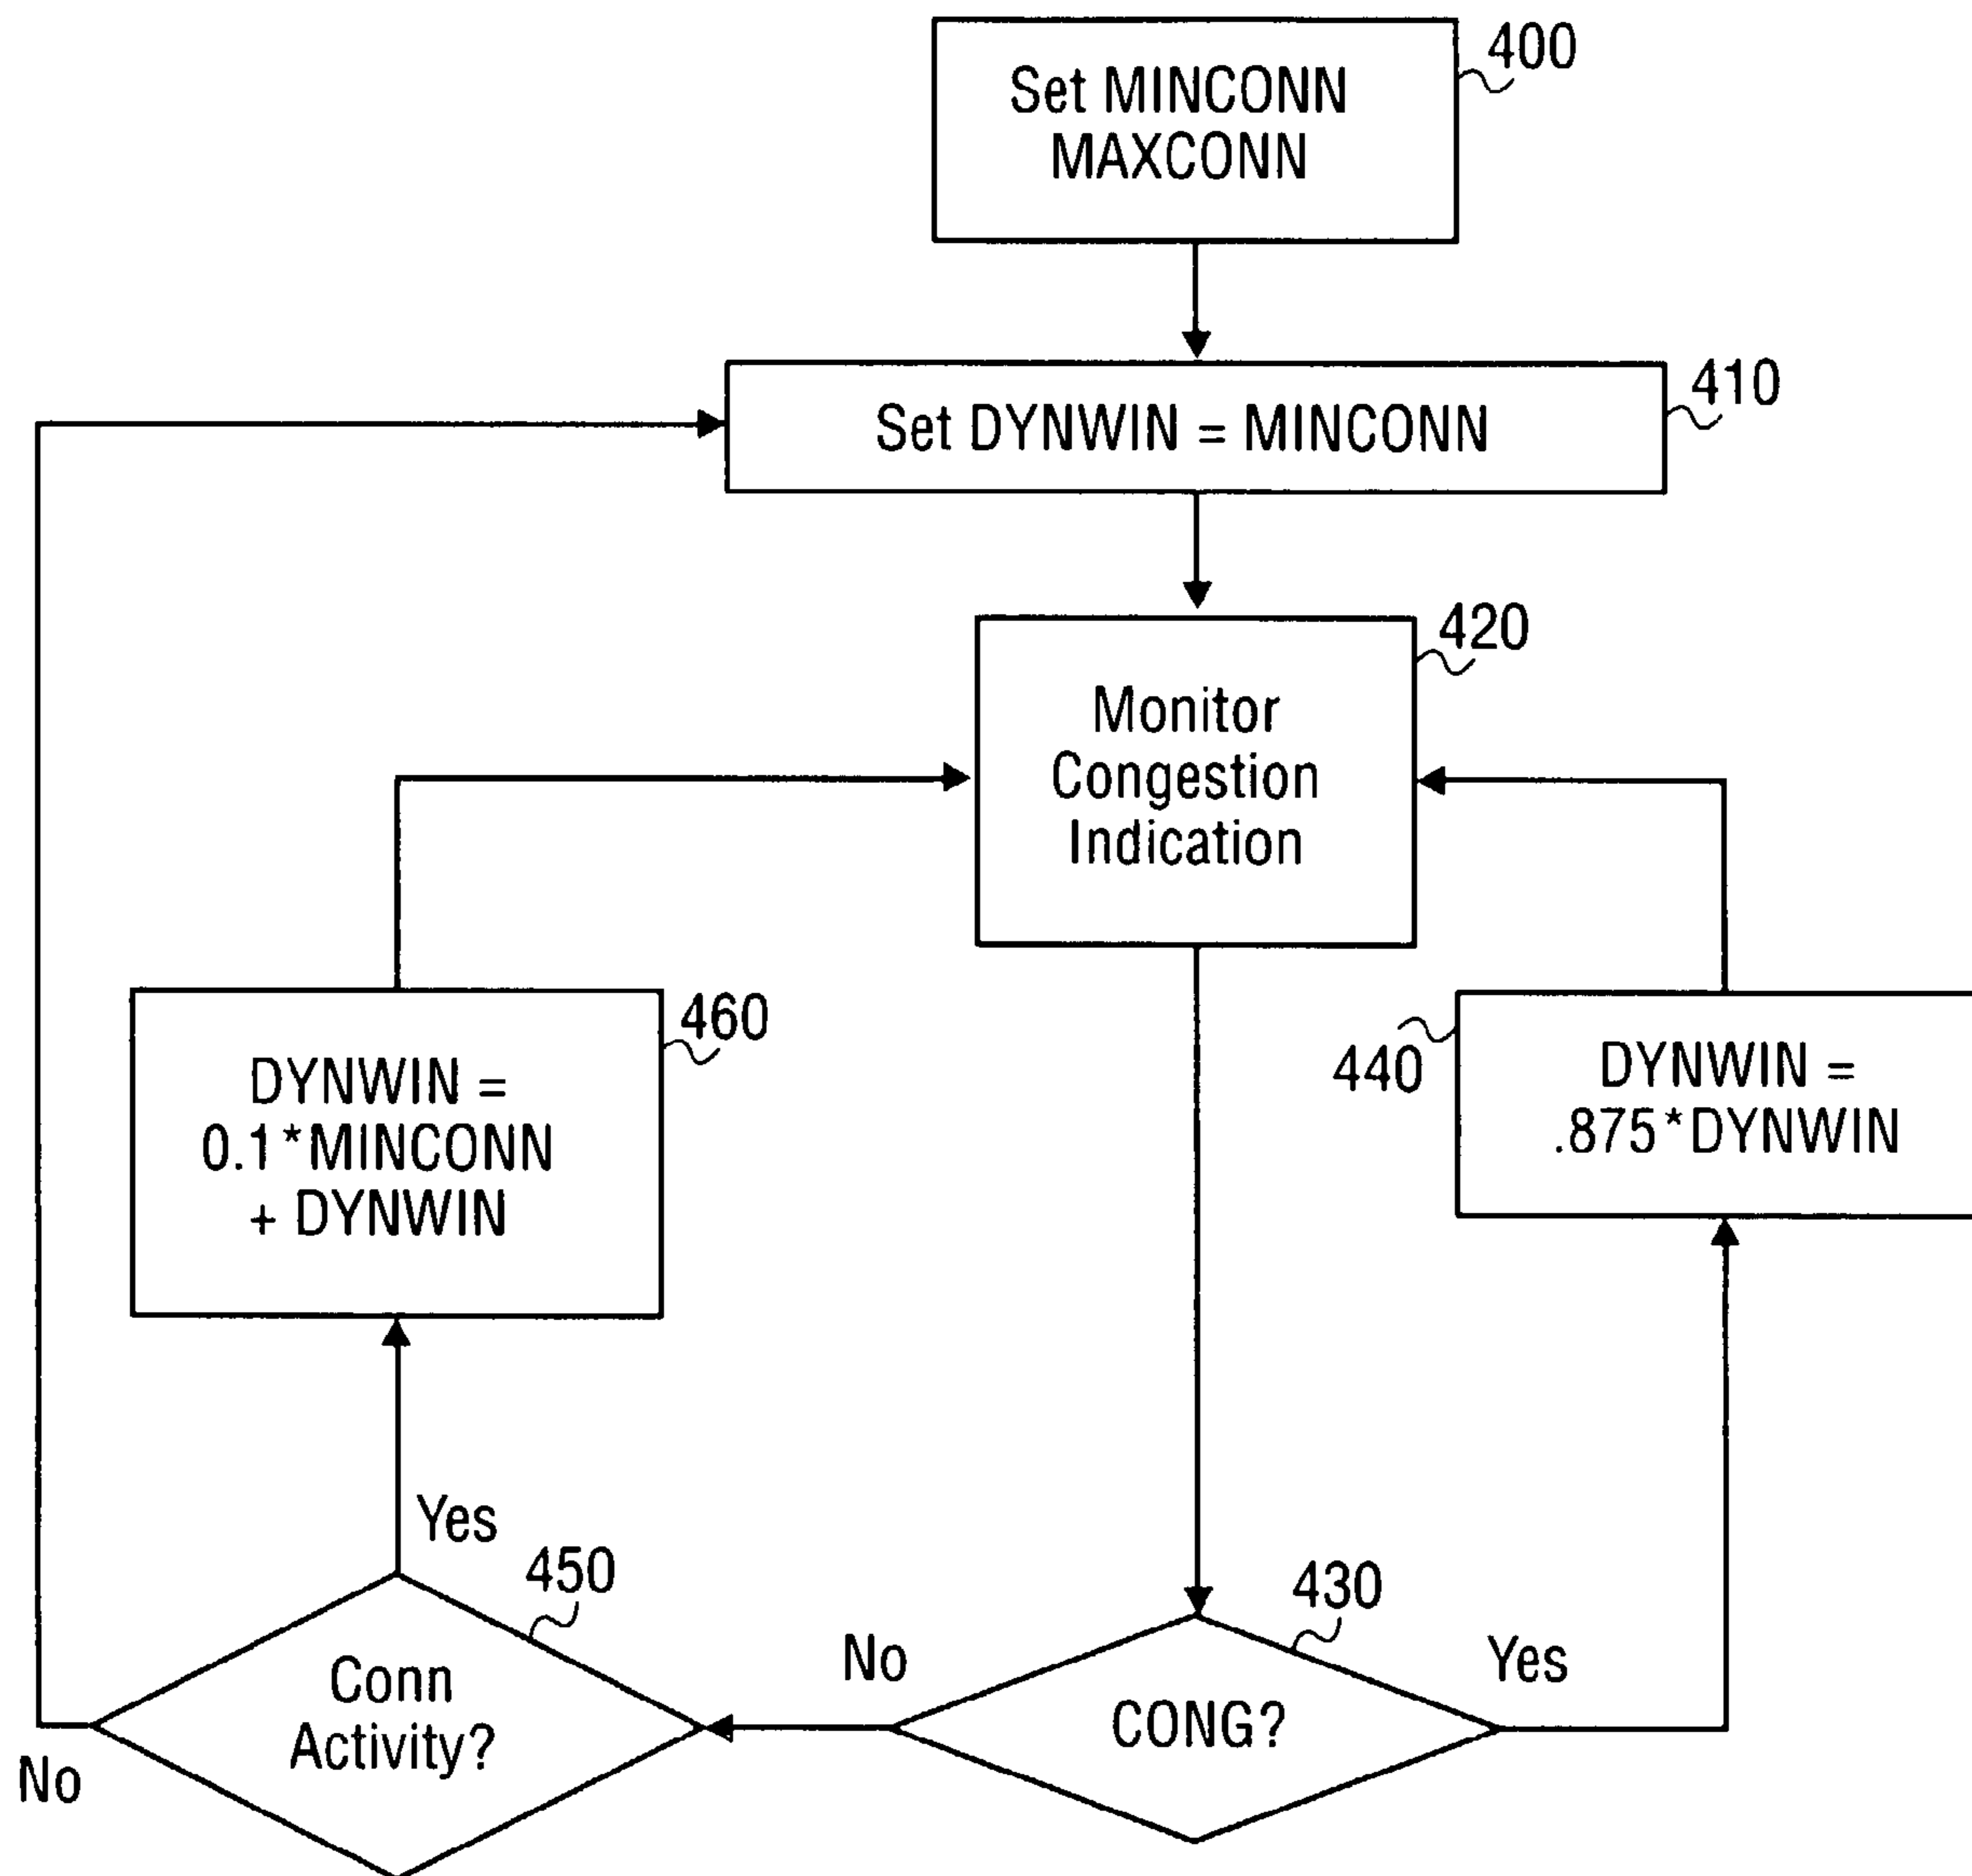 400
Set MINCONN
MAXCONN
410
Set DYNWIN = MINCONN
420
Monitor
Congestion
Indication
460
DYNWIN =
0.1*MINCONN
+ DYNWIN
440
DYNWIN =
.875*DYNWIN
Yes
450
Conn
Activity?
No
No
430
CONG?
Yes